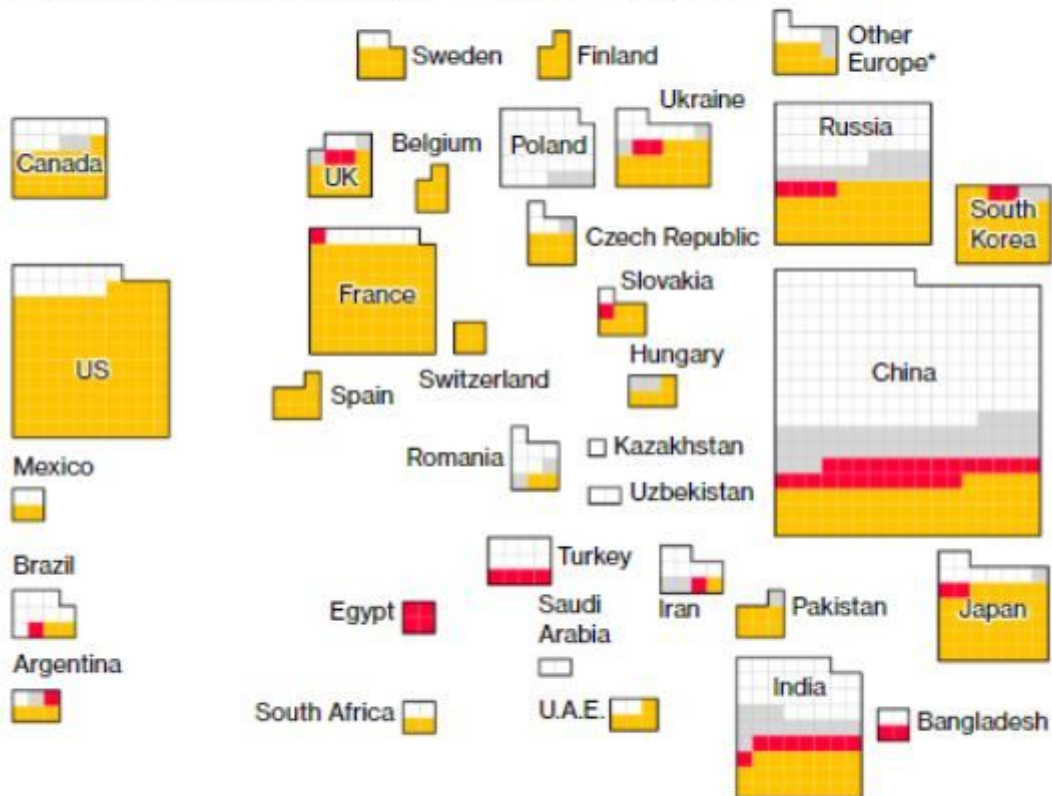 Sweden
Finland
Other
Europe*
Canada
UK
Belgium
Poland
Ukraine
Russia
South
Korea
Czech Republic
US
France
Switzerland
Spain
Slovakia
Hungary
China
Romania
Kazakhstan
Uzbekistan
Mexico
Brazil
Argentina
Egypt
Turkey
Saudi
Arabia
Iran
Pakistan
Japan
South Africa
U.A.E.
India
Bangladesh